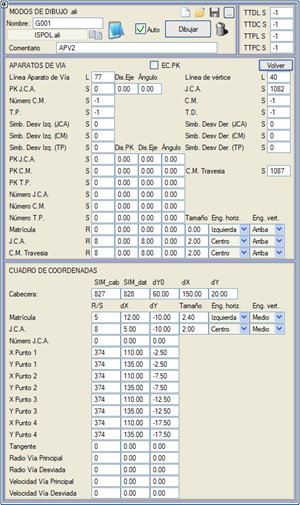 MODOS DE DIBUJO .ali
Nombre: G001
ISPOL.ali
Auto
Dibujar
Comentario APV2
TTDL S -1
TTDC S -1
TTPL S -1
TTPC S -1
APARATOS DE VÍA
EC.PK
Volver
Línea Aparato de Vía L 77 Dis.Eje Ángulo Línea de vértice L 40
PK J.C.A. S 0 0.00 0.00 J.C.A. S 1082
Número C.M. S -1 C.M. S -1
T.P. S -1 T.D. S -1
Simb. Desv Izq. (JCA) S 0 Simb. Desv Der. (JCA) S 0
Simb. Desv Izq. (CM) S 0 Simb. Desv Der. (CM) S 0
Simb. Desv Izq. (TP) S 0 Dis.PK Dis.Eje Ángulo Simb. Desv Der. (TP) S 0
PK J.C.A. S 0 0.00 0.00 0.00
PK C.M. S 0 0.00 0.00 0.00 C.M. Travesia S 1087
PK T.P. S 0 0.00 0.00 0.00
Número J.C.A. S 0 0.00 0.00 0.00
Número C.M. S 0 0.00 0.00 0.00
Número T.P. S 0 0.00 0.00 0.00 Tamaño Eng. horiz. Eng. vert.
Matrícula R 0 0.00 0.00 0.00 0.00 Izquierda Arriba
J.C.A. R 8 0.00 0.00 0.00 2.00 Centro Arriba
C.M. Travesia R 8 0.00 0.00 0.00 2.00 Centro Arriba
CUADRO DE COORDENADAS
SIM_cab SIM_dat dY0 dX dY
Cabecera: 827 828 60.00 150.00 20.00
R/S dX dY Tamaño Eng. horiz. Eng. vert.
Matrícula 5 12.00 -10.00 2.40 Izquierda Medio
J.C.A. 8 5.00 -10.00 2.00 Centro Medio
Número J.C.A. 0 0.00 0.00
X Punto 1 374 110.00 -2.50
Y Punto 1 374 135.00 -2.50
X Punto 2 374 110.00 -7.50
Y Punto 2 374 135.00 -7.50
X Punto 3 374 110.00 -12.50
Y Punto 3 374 135.00 -12.50
X Punto 4 374 110.00 -17.50
Y Punto 4 374 135.00 -17.50
Tangente 0 0.00 0.00
Radio Vía Principal 0 0.00 0.00
Radio Vía Desviada 0 0.00 0.00
Velocidad Vía Principal 0 0.00 0.00
Velocidad Vía Desviada 0 0.00 0.00